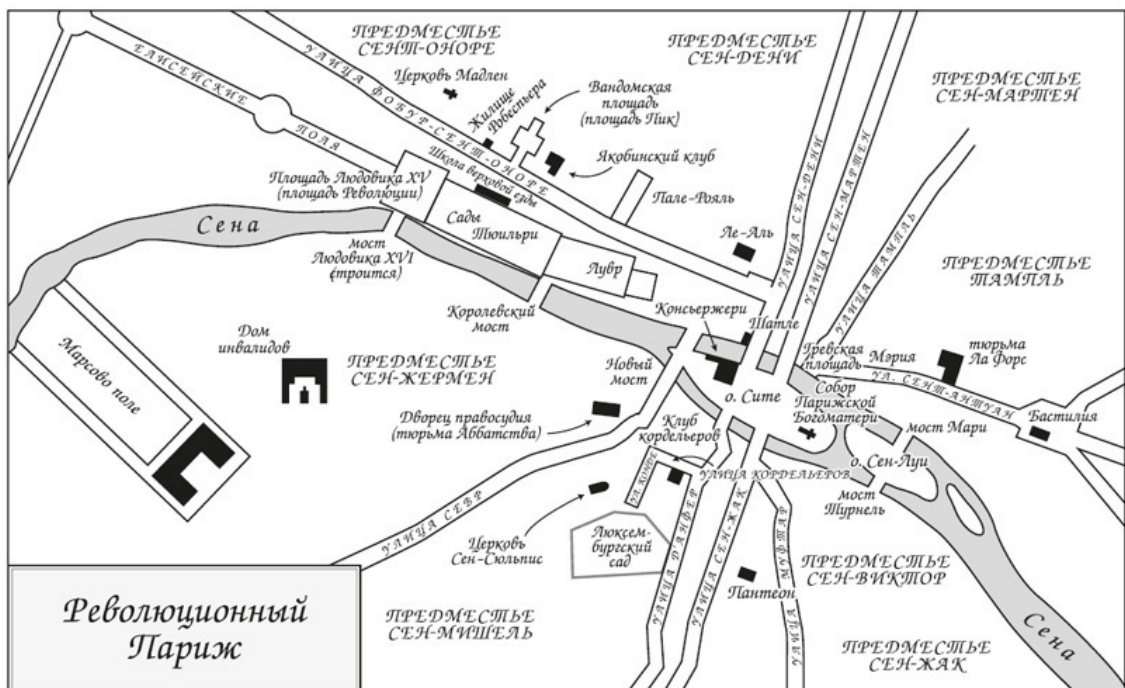 ПРЕДМЕСТЬЕ
СЕНТ-ОНОРЕ
ПРЕДМЕСТЬЕ
СЕН-ДЕНИ
ПРЕДМЕСТЬЕ
СЕН-МАРТЕН
ЕЛИСЕЙСКИЕ
ПОЛЯ
УЛИЦА ФОБУР-СЕНТ-ОНОРЕ
Церковь Мадлен
Жилище
Робеспьера
Вандомская
площадь
(площадь Пик)
Якобинский клуб
Школа верховой езды
Площадь Людовика XV
(площадь Революции)
Пале-Рояль
Сена
Сады
Тюильри
мост
Людовика XVI
(строится)
Лувр
Ле-Аль
УЛИЦА СЕН-ДЕНИ
УЛИЦА СЕН-МАРТЕН
УЛИЦА ТАМПЛЬ
ПРЕДМЕСТЬЕ
ТАМПЛЬ
Королевский
мост
Консьержери
Шатле
Гревская
площадь
Мэрия
тюрьма
Ла Форс
УЛ. СЕНТ-АНТУАН
Бастилия
Марсово поле
Дом
инвалидов
ПРЕДМЕСТЬЕ
СЕН-ЖЕРМЕН
Новый
мост
о. Сите
Собор
Парижской
Богоматери
мост Мари
о. Сен-Луи
мост
Турнель
Дворец правосудия
(тюрьма Аббатства)
Клуб
кордельеров
УЛИЦА КОРДЕЛЬЕРОВ
УЛ. КОНДЕ
УЛИЦА СЕВР
Церковь
Сен-Сюльпис
Люксем-
бургский
сад
УЛИЦА Д'АНФЕР
УЛИЦА СЕН-ЖАК
УЛИЦА МУФТАР
Пантеон
ПРЕДМЕСТЬЕ
СЕН-ВИКТОР
ПРЕДМЕСТЬЕ
СЕН-МИШЕЛЬ
ПРЕДМЕСТЬЕ
СЕН-ЖАК
Сена
Революционный
Париж